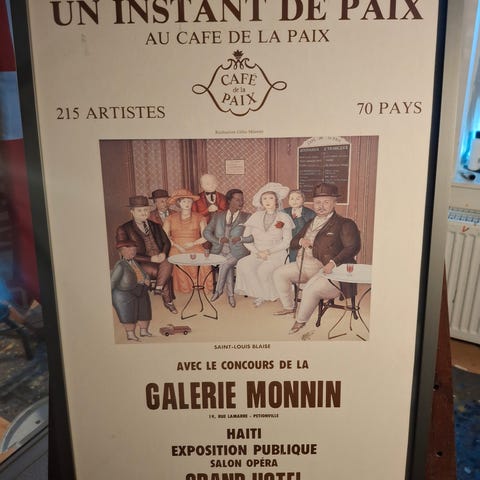 UN INSTANT DE PAIX
AU CAFE DE LA PAIX
CAFÉ
de la
PAIX
215 ARTISTES
70 PAYS
SAINT-LOUIS BLAISE
AVEC LE CONCOURS DE LA
GALERIE MONNIN
19, RUE LAMARRE - PETIONVILLE
HAITI
EXPOSITION PUBLIQUE
SALON OPÉRA
GRAND HOTEL